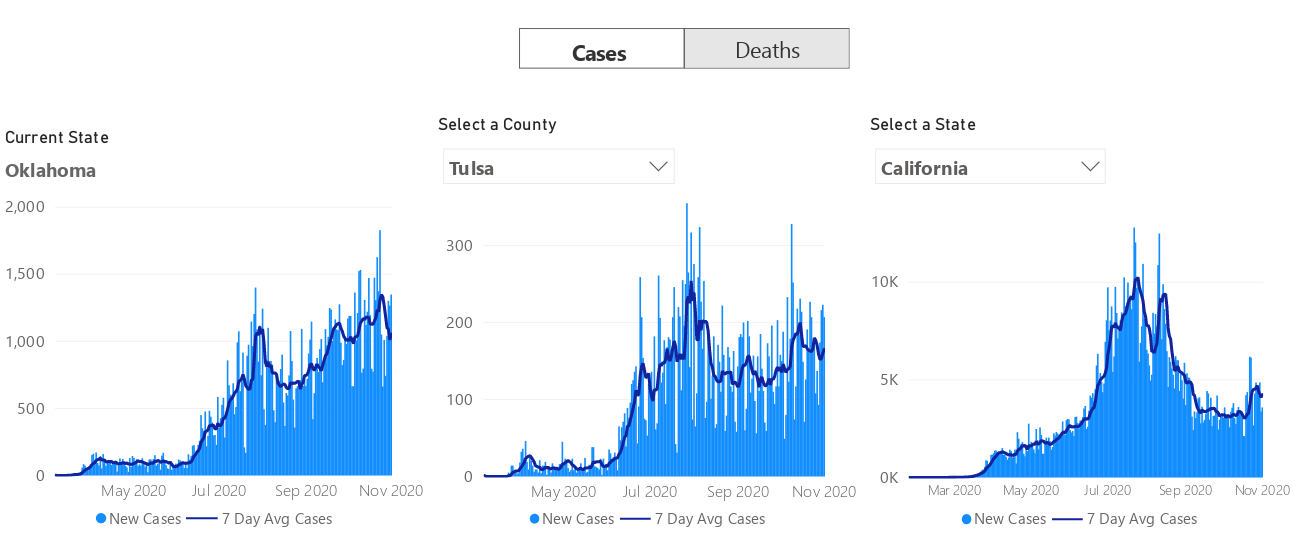 Cases Deaths
Current State
Oklahoma
2,000
1,500
1,000
500
0
May 2020 Jul 2020 Sep 2020 Nov 2020
New Cases 7 Day Avg Cases
Select a County
Tulsa
300
200
100
0
May 2020 Jul 2020 Sep 2020 Nov 2020
New Cases 7 Day Avg Cases
Select a State
California
10K
5K
0K
Mar 2020 May 2020 Jul 2020 Sep 2020 Nov 2020
New Cases 7 Day Avg Cases